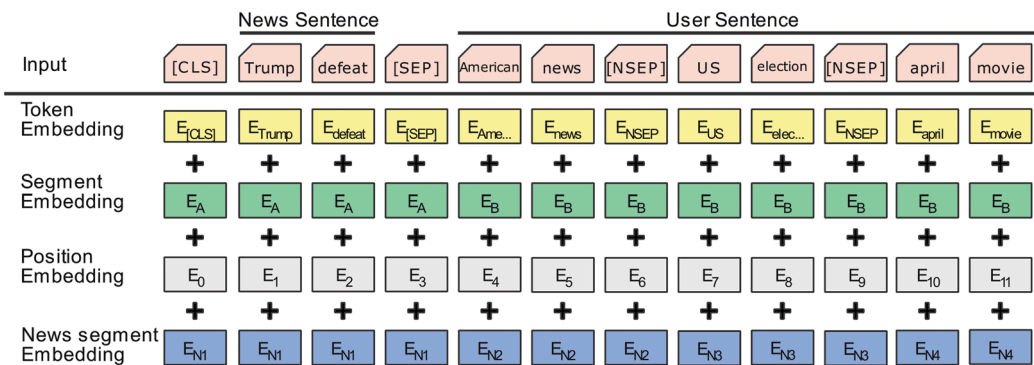 News Sentence User Sentence
Input [CLS] Trump defeat [SEP] American news [NSEP] US election [NSEP] april movie
Token
Embedding E[CLS] ETrump Edefeat E[SEP] EAme... Enews ENSEP EUS Eelec... ENSEP Eapril Emovie
+ + + + + + + + + + + +
Segment
Embedding EA EA EA EA EB EB EB EB EB EB EB EB
+ + + + + + + + + + + +
Position
Embedding E0 E1 E2 E3 E4 E5 E6 E7 E8 E9 E10 E11
+ + + + + + + + + + + +
News segment
Embedding EN1 EN1 EN1 EN1 EN2 EN2 EN2 EN3 EN3 EN3 EN4 EN4